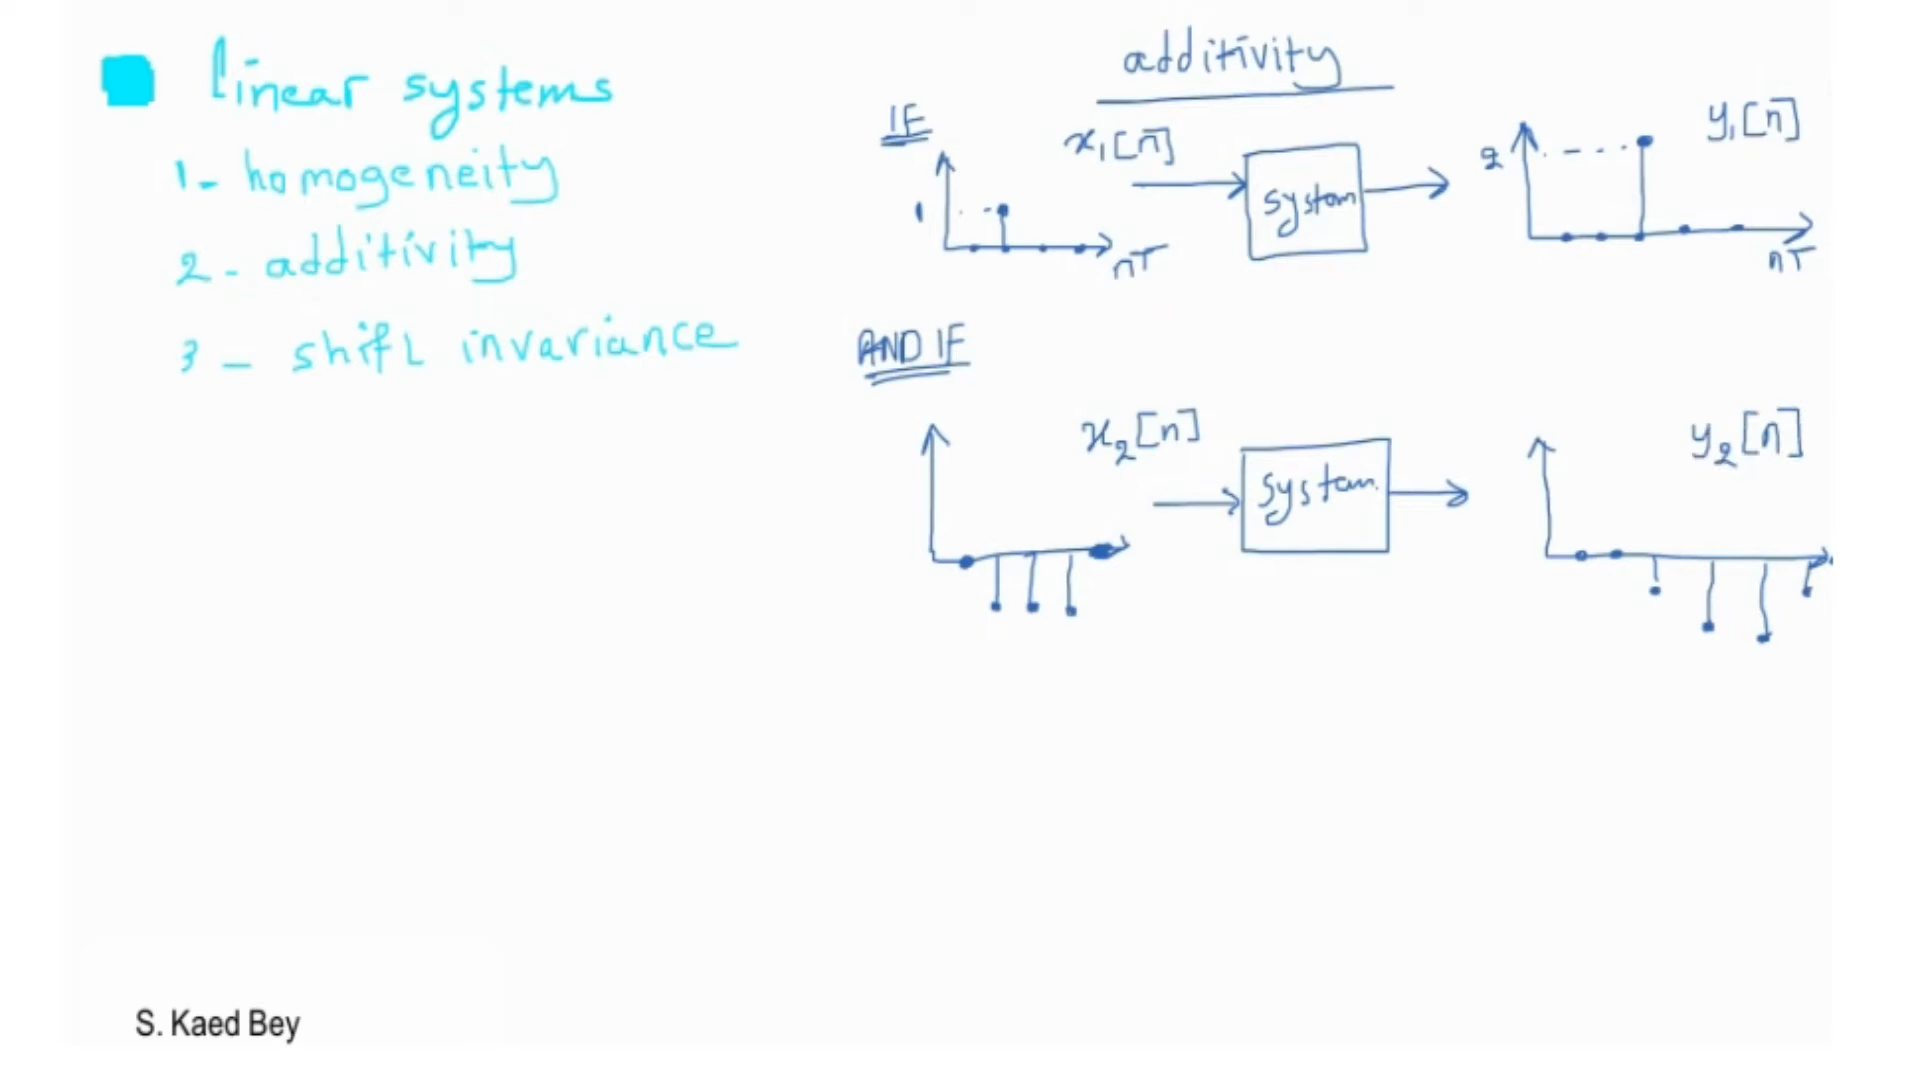 linear systems
1- homogeneity
2- additivity
3- shift invariance
additivity
IF
x₁[n]
1
nT
system
2
y₁[n]
nT
AND IF
x₂[n]
system
y₂[n]
S. Kaed Bey